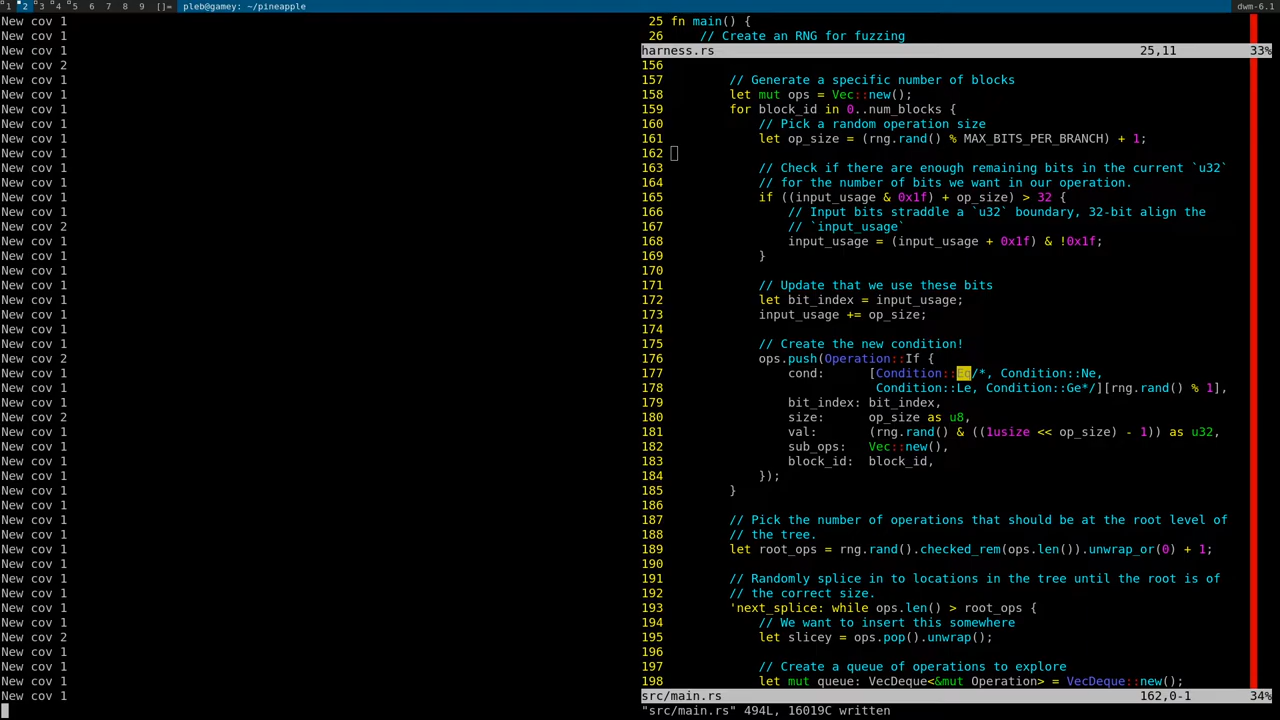 1 2 3 4 5 6 7 8 9 []= pleb@gamey: ~/pineapple dwm-6.1
New cov 1
New cov 1
New cov 1
New cov 2
New cov 1
New cov 1
New cov 1
New cov 1
New cov 1
New cov 1
New cov 1
New cov 1
New cov 1
New cov 1
New cov 2
New cov 1
New cov 1
New cov 1
New cov 1
New cov 1
New cov 1
New cov 1
New cov 1
New cov 2
New cov 1
New cov 1
New cov 1
New cov 2
New cov 1
New cov 1
New cov 1
New cov 1
New cov 1
New cov 1
New cov 1
New cov 1
New cov 1
New cov 1
New cov 1
New cov 1
New cov 1
New cov 1
New cov 2
New cov 1
New cov 1
New cov 1
New cov 1
25 fn main() {
26     // Create an RNG for fuzzing
harness.rs 25,11 33%
156
157         // Generate a specific number of blocks
158         let mut ops = Vec::new();
159         for block_id in 0..num_blocks {
160             // Pick a random operation size
161             let op_size = (rng.rand() % MAX_BITS_PER_BRANCH) + 1;
162
163             // Check if there are enough remaining bits in the current `u32`
164             // for the number of bits we want in our operation.
165             if ((input_usage & 0x1f) + op_size) > 32 {
166                 // Input bits straddle a `u32` boundary, 32-bit align the
167                 // `input_usage`
168                 input_usage = (input_usage + 0x1f) & !0x1f;
169             }
170
171             // Update that we use these bits
172             let bit_index = input_usage;
173             input_usage += op_size;
174
175             // Create the new condition!
176             ops.push(Operation::If {
177                 cond:      [Condition::Eq/*, Condition::Ne,
178                             Condition::Le, Condition::Ge*/][rng.rand() % 1],
179                 bit_index: bit_index,
180                 size:      op_size as u8,
181                 val:       (rng.rand() & ((1usize << op_size) - 1)) as u32,
182                 sub_ops:   Vec::new(),
183                 block_id:  block_id,
184             });
185         }
186
187         // Pick the number of operations that should be at the root level of
188         // the tree.
189         let root_ops = rng.rand().checked_rem(ops.len()).unwrap_or(0) + 1;
190
191         // Randomly splice in to locations in the tree until the root is of
192         // the correct size.
193         'next_splice: while ops.len() > root_ops {
194             // We want to insert this somewhere
195             let slicey = ops.pop().unwrap();
196
197             // Create a queue of operations to explore
198             let mut queue: VecDeque<&mut Operation> = VecDeque::new();
src/main.rs 162,0-1 34%
"src/main.rs" 494L, 16019C written